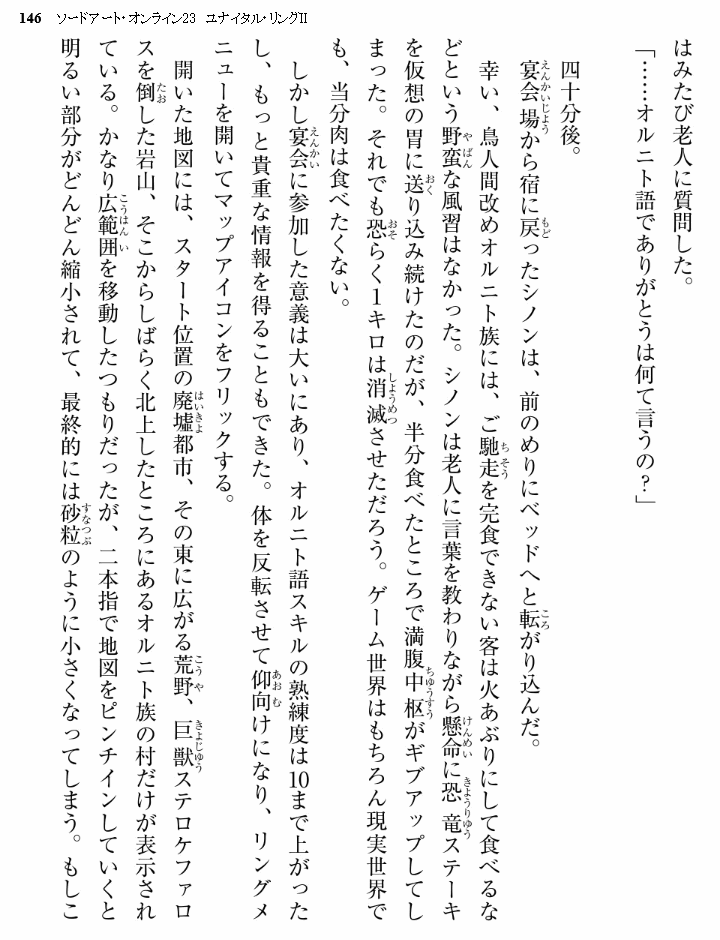 146 ソードアート・オンライン23 ユナイタル・リングII
はみたび老人に質問した。
「……オルニト語でありがとうは何て言うの？」
四十分後。
宴会場から宿に戻ったシノンは、前のめりにベッドへと転がり込んだ。
幸い、鳥人間改めオルニト族には、ご馳走を完食できない客は火あぶりにして食べるな
どという野蛮な風習はなかった。シノンは老人に言葉を教わりながら懸命に恐竜ステーキ
を仮想の胃に送り込み続けたのだが、半分食べたところで満腹中枢がギブアップしてし
まった。それでも恐らく1キロは消滅させただろう。ゲーム世界はもちろん現実世界で
も、当分肉は食べたくない。
しかし宴会に参加した意義は大いにあり、オルニト語スキルの熟練度は10まで上がった
し、もっと貴重な情報を得ることもできた。体を反転させて仰向けになり、リングメ
ニューを開いてマップアイコンをフリックする。
開いた地図には、スタート位置の廃墟都市、その東に広がる荒野、巨獣ステロケファロ
スを倒した岩山、そこからしばらく北上したところにあるオルニト族の村だけが表示され
ている。かなり広範囲を移動したつもりだったが、二本指で地図をピンチインしていくと
明るい部分がどんどん縮小されて、最終的には砂粒のように小さくなってしまう。もしこ